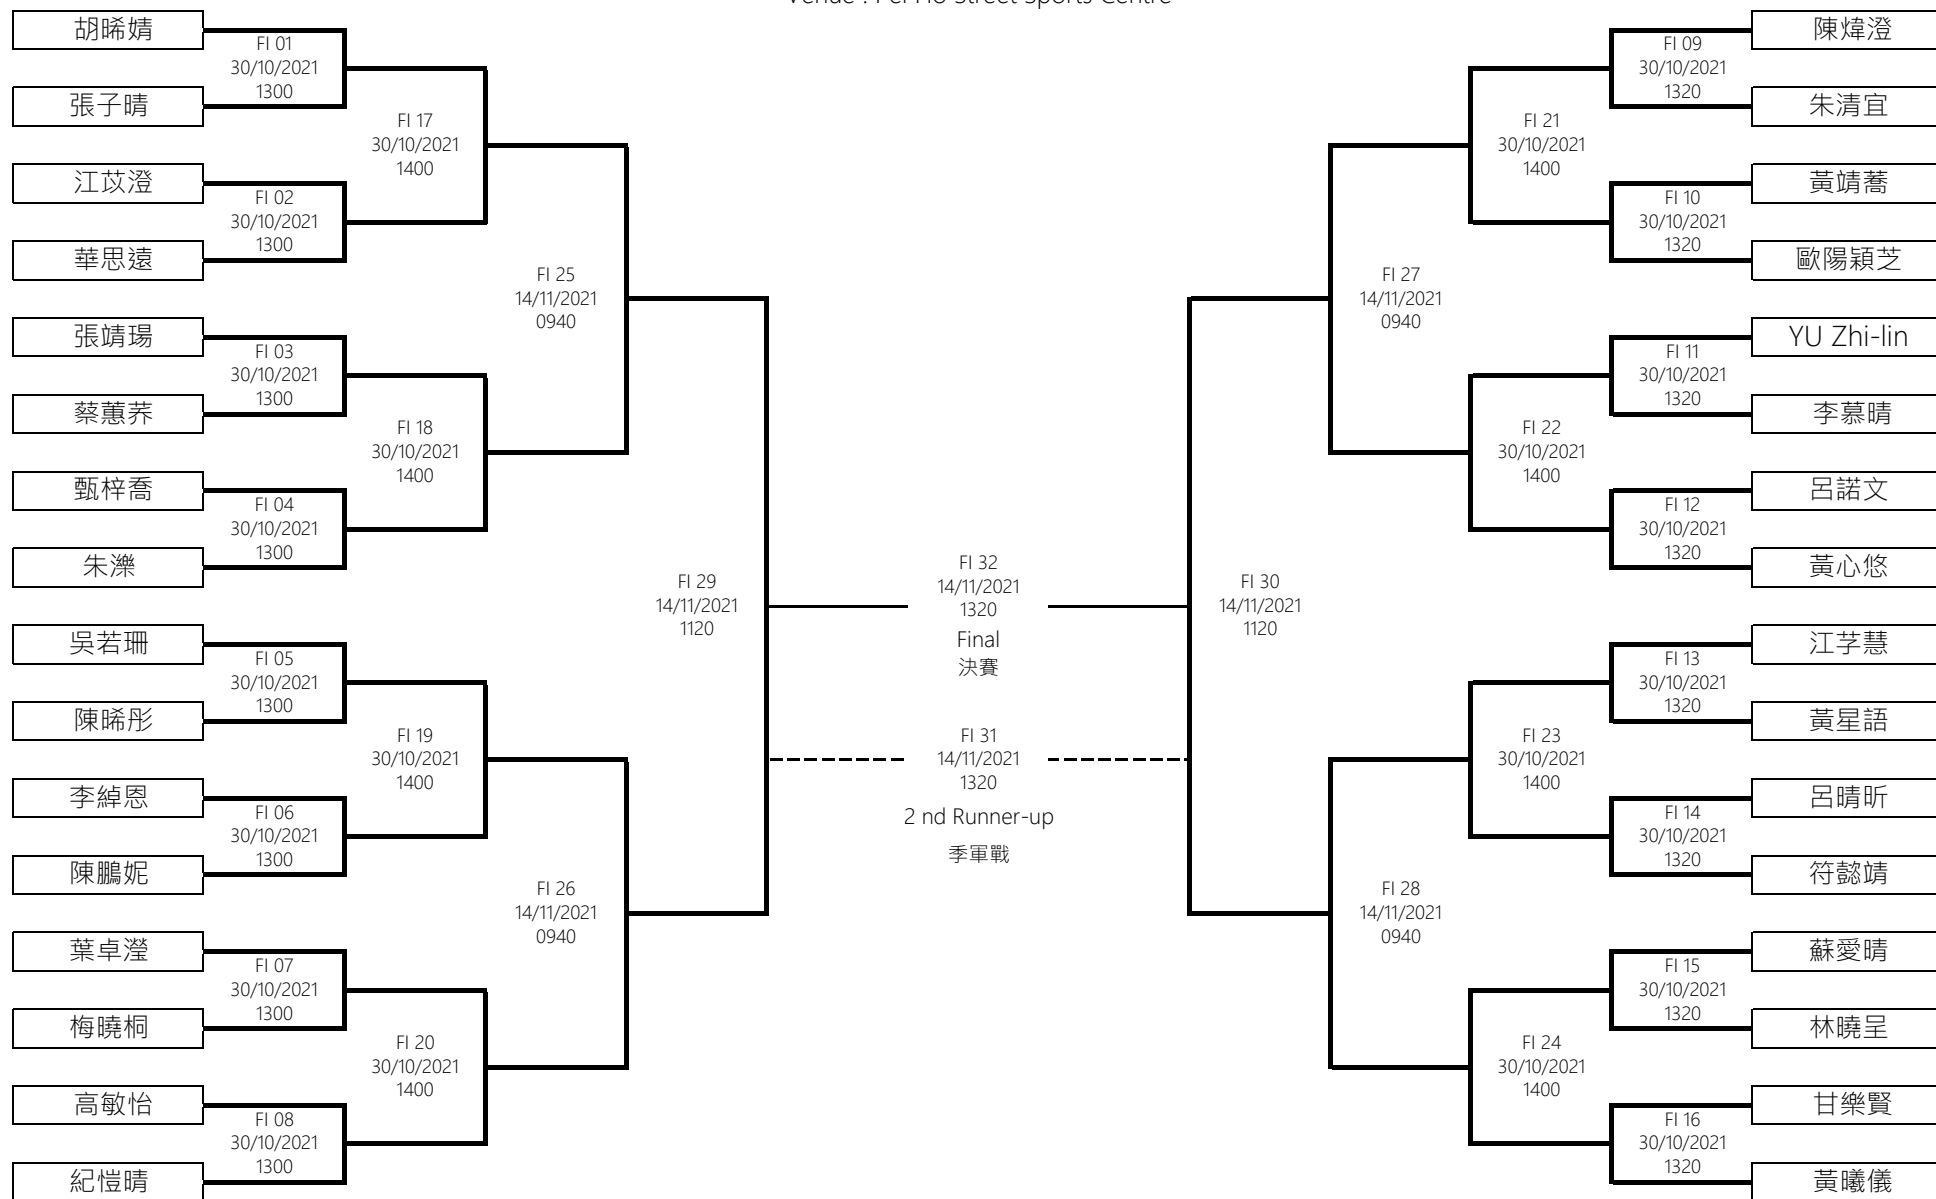 Venue : Pei Ho Street Sports Centre
胡晞婧
FI 01
30/10/2021
1300
張子晴
FI 17
30/10/2021
1400
江苡澄
FI 02
30/10/2021
1300
華思遠
FI 25
14/11/2021
0940
張靖瑒
FI 03
30/10/2021
1300
蔡蕙荞
FI 18
30/10/2021
1400
甄梓喬
FI 04
30/10/2021
1300
朱濼
FI 29
14/11/2021
1120
吳若珊
FI 05
30/10/2021
1300
陳晞彤
FI 19
30/10/2021
1400
李綽恩
FI 06
30/10/2021
1300
陳鵬妮
FI 26
14/11/2021
0940
葉卓瀅
FI 07
30/10/2021
1300
梅曉桐
FI 20
30/10/2021
1400
高敏怡
FI 08
30/10/2021
1300
紀愷晴
FI 32
14/11/2021
1320
Final
決賽
FI 31
14/11/2021
1320
2 nd Runner-up
季軍戰
陳煒澄
FI 09
30/10/2021
1320
朱清宜
FI 21
30/10/2021
1400
黃靖蕎
FI 10
30/10/2021
1320
歐陽穎芝
FI 27
14/11/2021
0940
YU Zhi-lin
FI 11
30/10/2021
1320
李慕晴
FI 22
30/10/2021
1400
呂諾文
FI 12
30/10/2021
1320
黃心悠
FI 30
14/11/2021
1120
江芓慧
FI 13
30/10/2021
1320
黃星語
FI 23
30/10/2021
1400
呂晴昕
FI 14
30/10/2021
1320
符懿靖
FI 28
14/11/2021
0940
蘇愛晴
FI 15
30/10/2021
1320
林曉呈
FI 24
30/10/2021
1400
甘樂賢
FI 16
30/10/2021
1320
黃曦儀